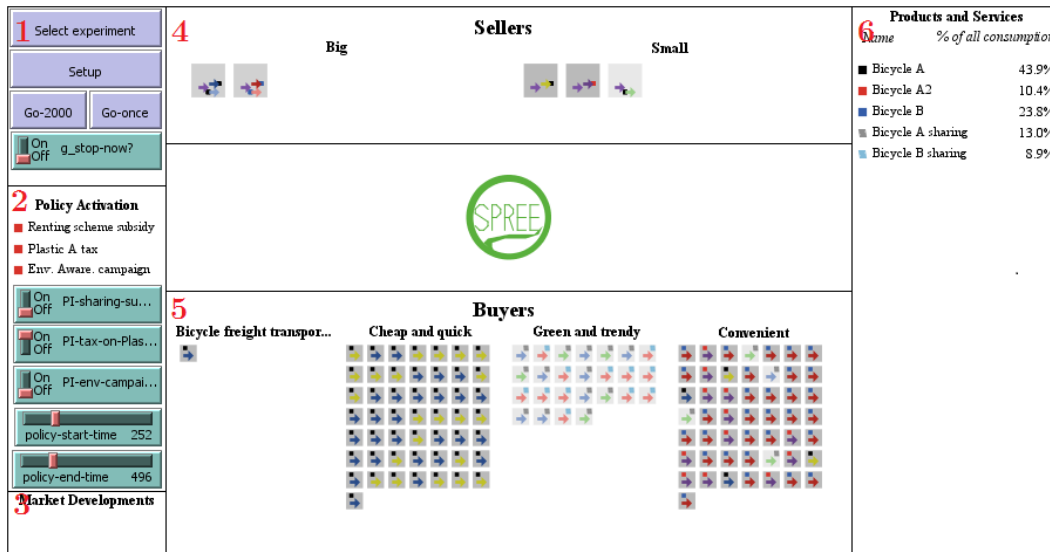 1
Select experiment
Setup
Go-2000
Go-once
On
Off
g_stop-now?
2
Policy Activation
Renting scheme subsidy
Plastic A tax
Env. Aware. campaign
On
Off
PI-sharing-su...
On
Off
PI-tax-on-Plas...
On
Off
PI-env-campai...
policy-start-time 252
policy-end-time 496
3
Market Developments
4
Sellers
Big
Small
SPREE
5
Buyers
Bicycle freight transpor...
Cheap and quick
Green and trendy
Convenient
6
Products and Services
Name % of all consumption
Bicycle A 43.9%
Bicycle A2 10.4%
Bicycle B 23.8%
Bicycle A sharing 13.0%
Bicycle B sharing 8.9%